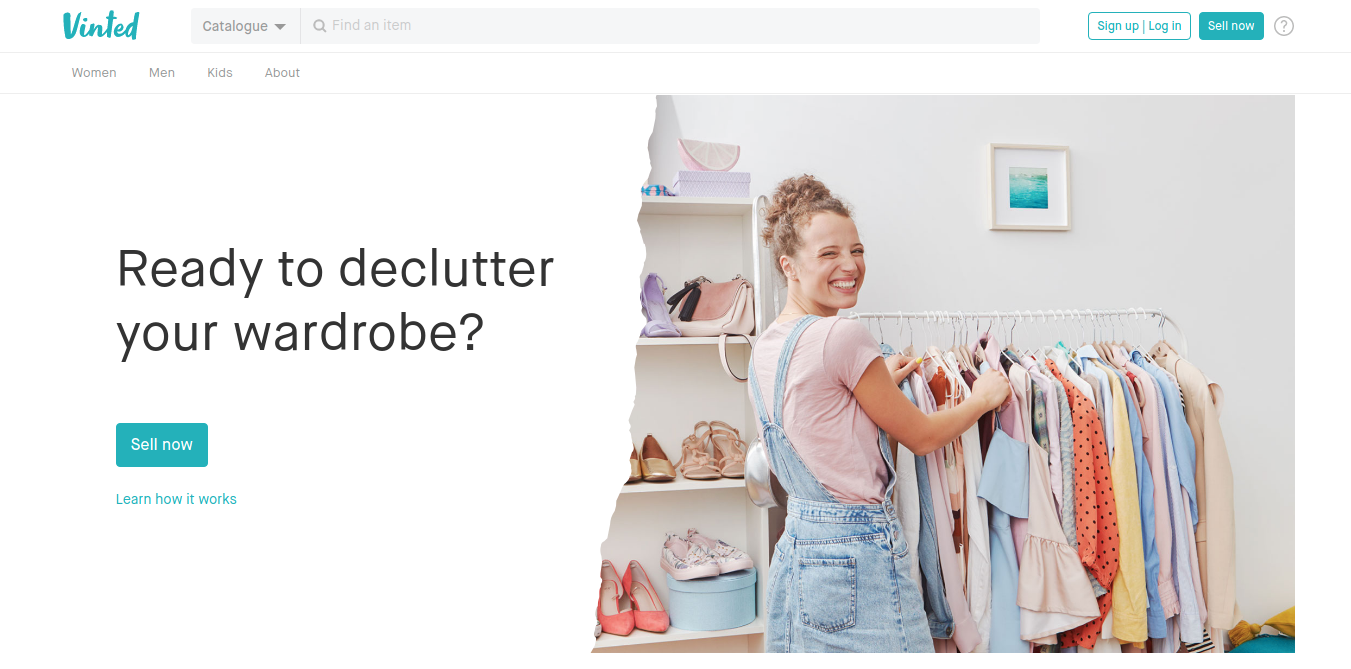 Vinted
Catalogue
Find an item
Sign up | Log in
Sell now
?
Women
Men
Kids
About
Ready to declutter
your wardrobe?
Sell now
Learn how it works